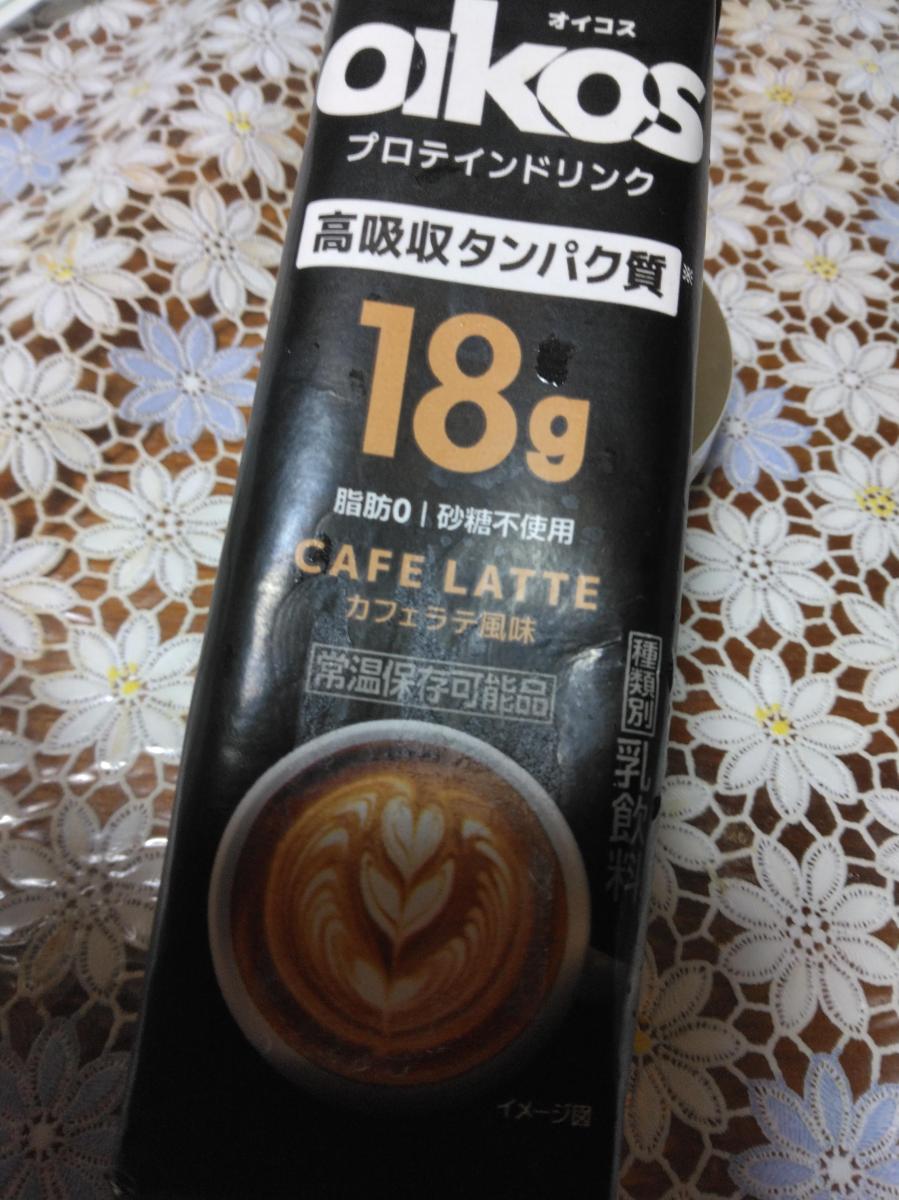 オイコス
oikos
プロテインドリンク
高吸収タンパク質※
18g
脂肪0 | 砂糖不使用
CAFE LATTE
カフェラテ風味
常温保存可能品
種類別
乳飲料
イメージ図